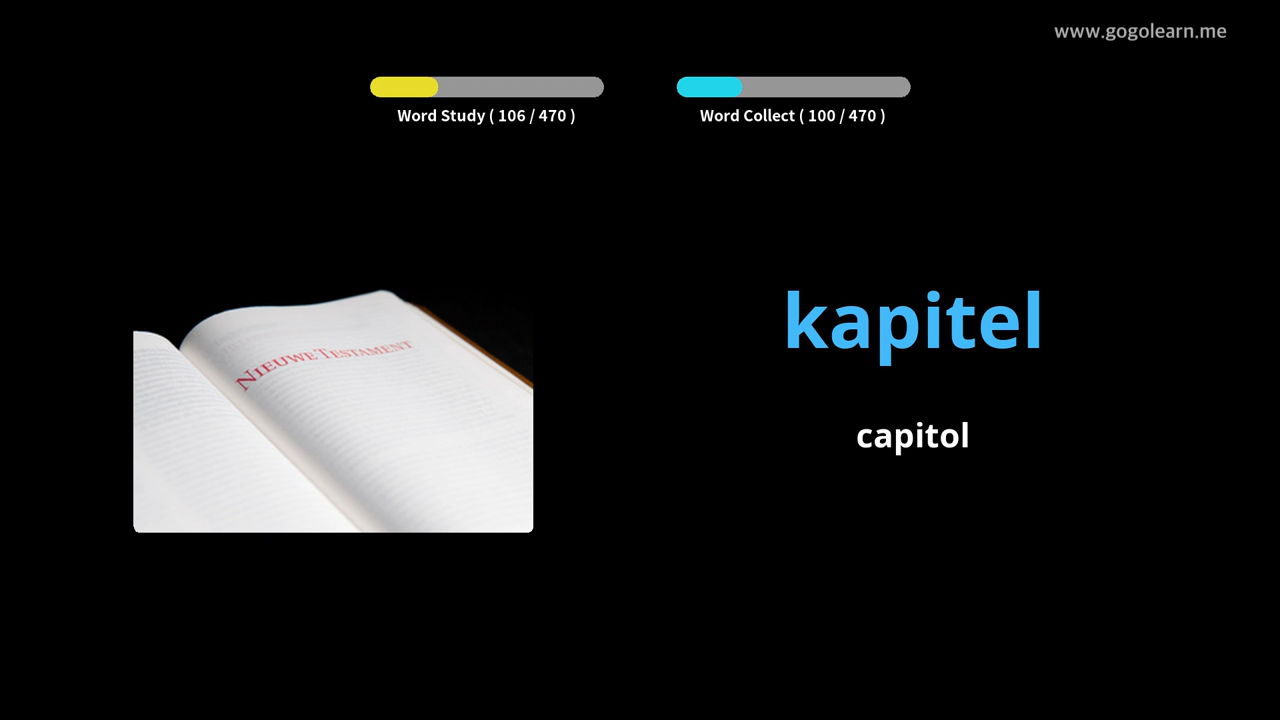 www.gogolearn.me
Word Study ( 106 / 470 )
Word Collect ( 100 / 470 )
NIEUWE TESTAMENT
kapitel
capitol